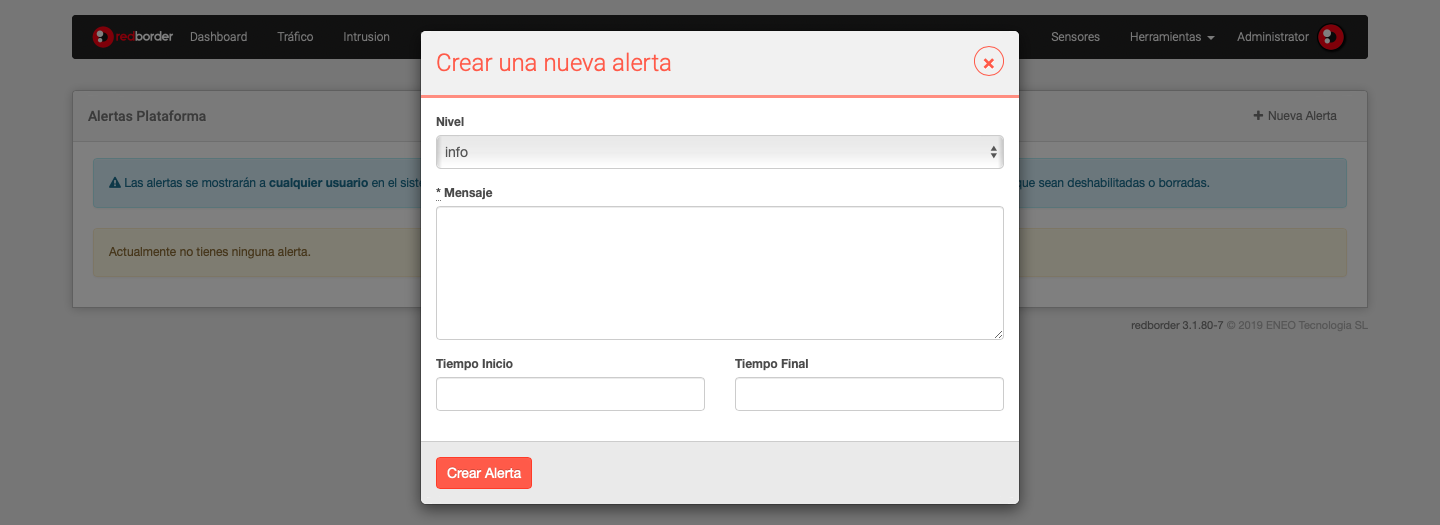 redborder Dashboard Tráfico Intrusion Sensores Herramientas Administrator
Crear una nueva alerta
Alertas Plataforma
+ Nueva Alerta
Nivel
info
Las alertas se mostrarán a cualquier usuario en el
que sean deshabilitadas o borradas.
* Mensaje
Actualmente no tienes ninguna alerta.
redborder 3.1.80-7 © 2019 ENEO Tecnologia SL
Tiempo Inicio Tiempo Final
Crear Alerta